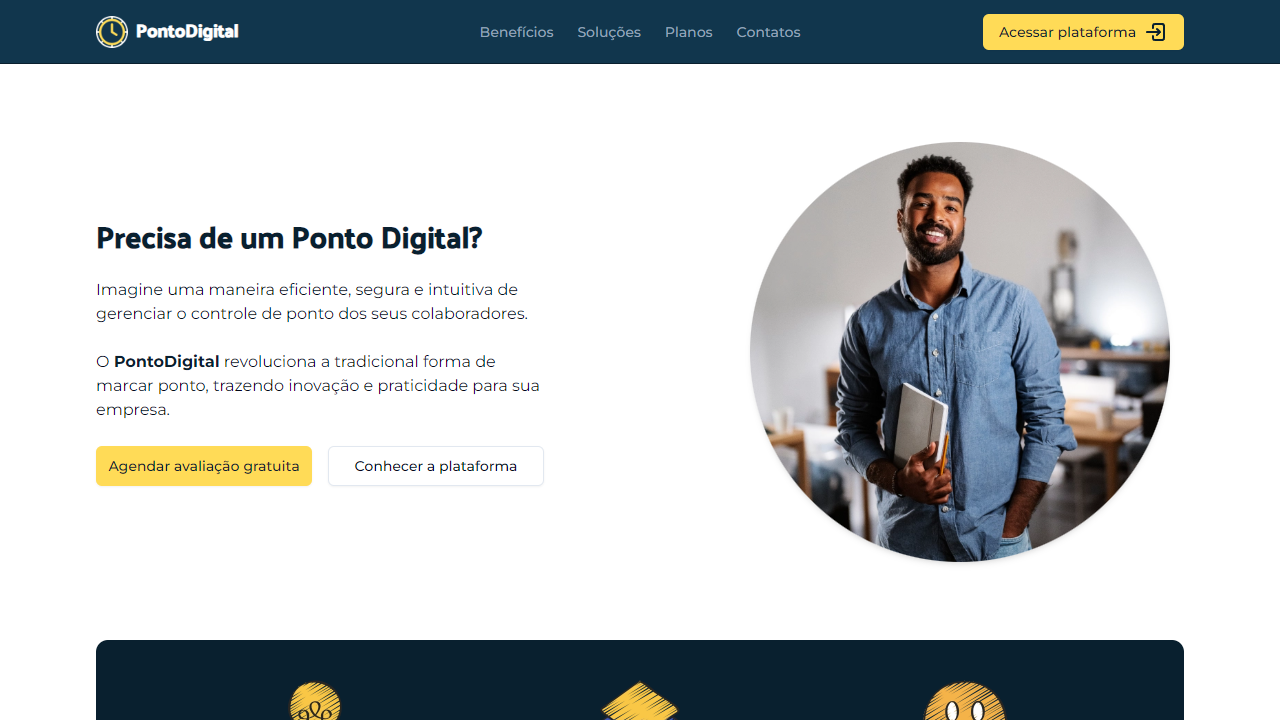 PontoDigital
Benefícios
Soluções
Planos
Contatos
Acessar plataforma
Precisa de um Ponto Digital?
Imagine uma maneira eficiente, segura e intuitiva de
gerenciar o controle de ponto dos seus colaboradores.
O PontoDigital revoluciona a tradicional forma de
marcar ponto, trazendo inovação e praticidade para sua
empresa.
Agendar avaliação gratuita
Conhecer a plataforma